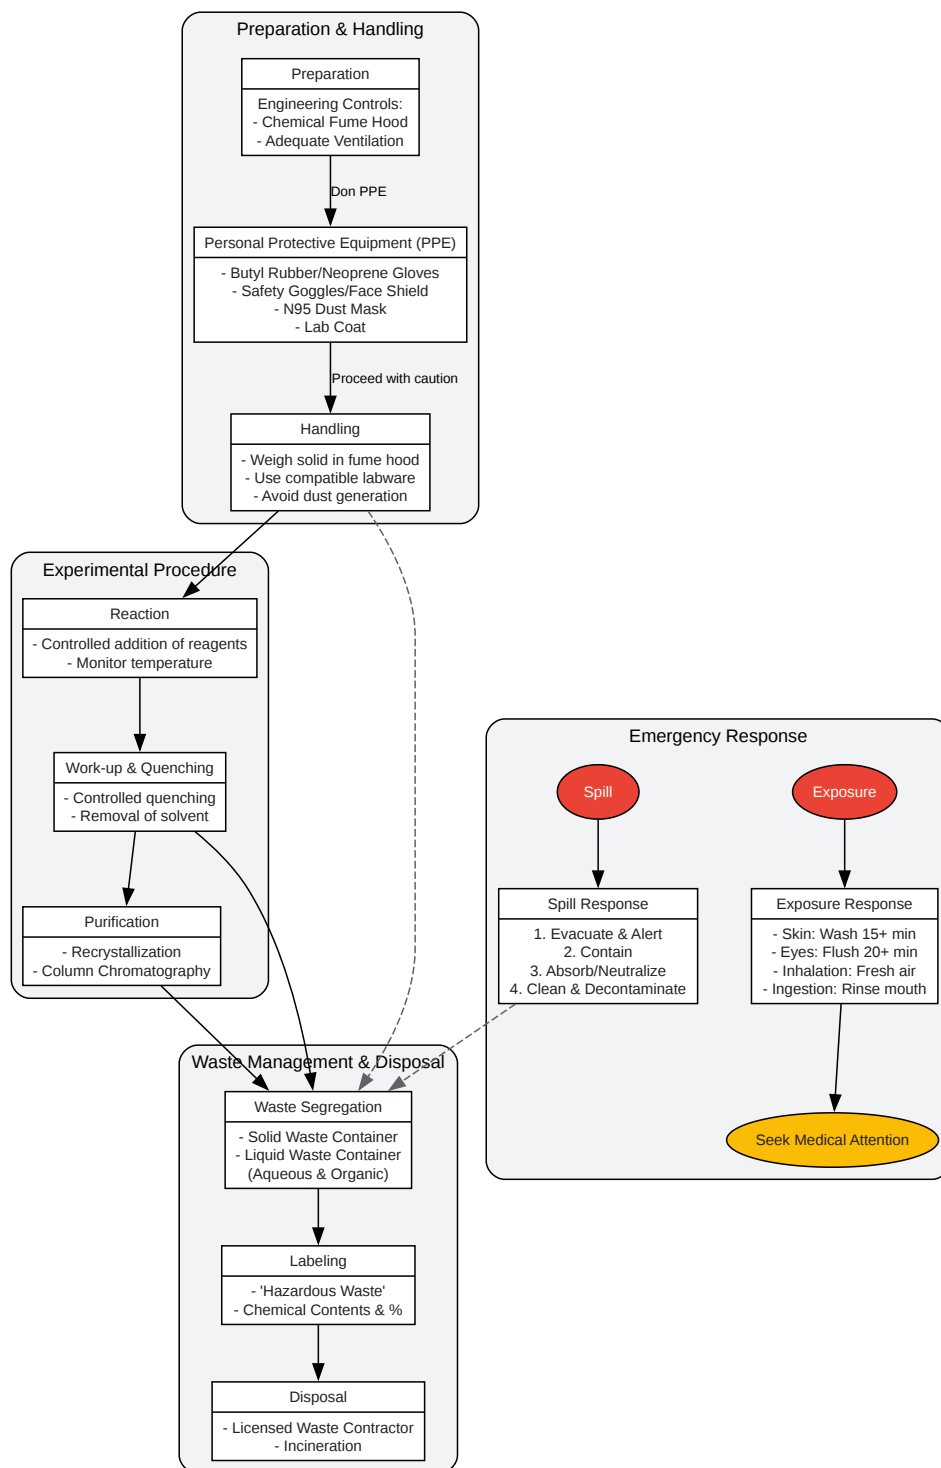 Preparation & Handling
Preparation
Engineering Controls:
- Chemical Fume Hood
- Adequate Ventilation
Don PPE
Personal Protective Equipment (PPE)
- Butyl Rubber/Neoprene Gloves
- Safety Goggles/Face Shield
- N95 Dust Mask
- Lab Coat
Proceed with caution
Handling
- Weigh solid in fume hood
- Use compatible labware
- Avoid dust generation
Experimental Procedure
Reaction
- Controlled addition of reagents
- Monitor temperature
Work-up & Quenching
- Controlled quenching
- Removal of solvent
Purification
- Recrystallization
- Column Chromatography
Emergency Response
Spill
Exposure
Spill Response
1. Evacuate & Alert
2. Contain
3. Absorb/Neutralize
4. Clean & Decontaminate
Exposure Response
- Skin: Wash 15+ min
- Eyes: Flush 20+ min
- Inhalation: Fresh air
- Ingestion: Rinse mouth
Seek Medical Attention
Waste Management & Disposal
Waste Segregation
- Solid Waste Container
- Liquid Waste Container
(Aqueous & Organic)
Labeling
- 'Hazardous Waste'
- Chemical Contents & %
Disposal
- Licensed Waste Contractor
- Incineration